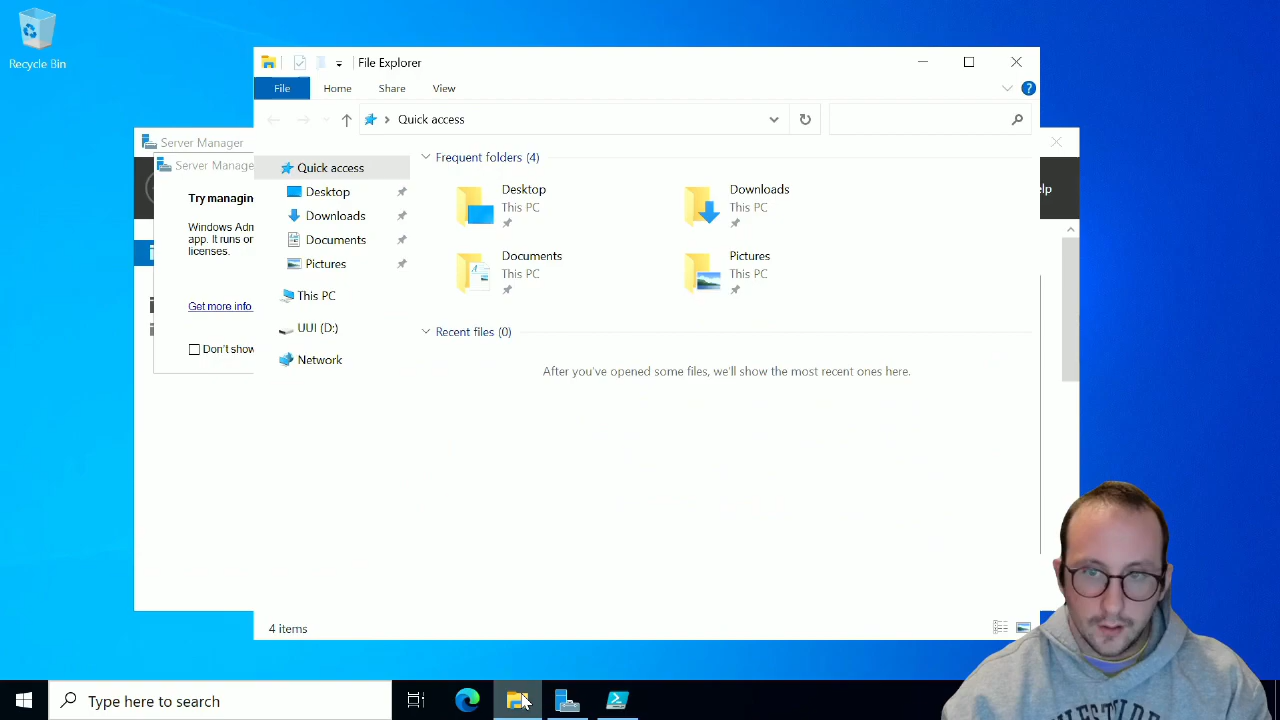 Recycle Bin
File Explorer
File
Home
Share
View
Quick access
Server Manager
Server Manage
Try managin
Windows Adm
app. It runs or
licenses.
Get more info
Don't show
elp
Quick access
Desktop
Downloads
Documents
Pictures
This PC
UUI (D:)
Network
Frequent folders (4)
Desktop
This PC
Downloads
This PC
Documents
This PC
Pictures
This PC
Recent files (0)
After you've opened some files, we'll show the most recent ones here.
4 items
Type here to search